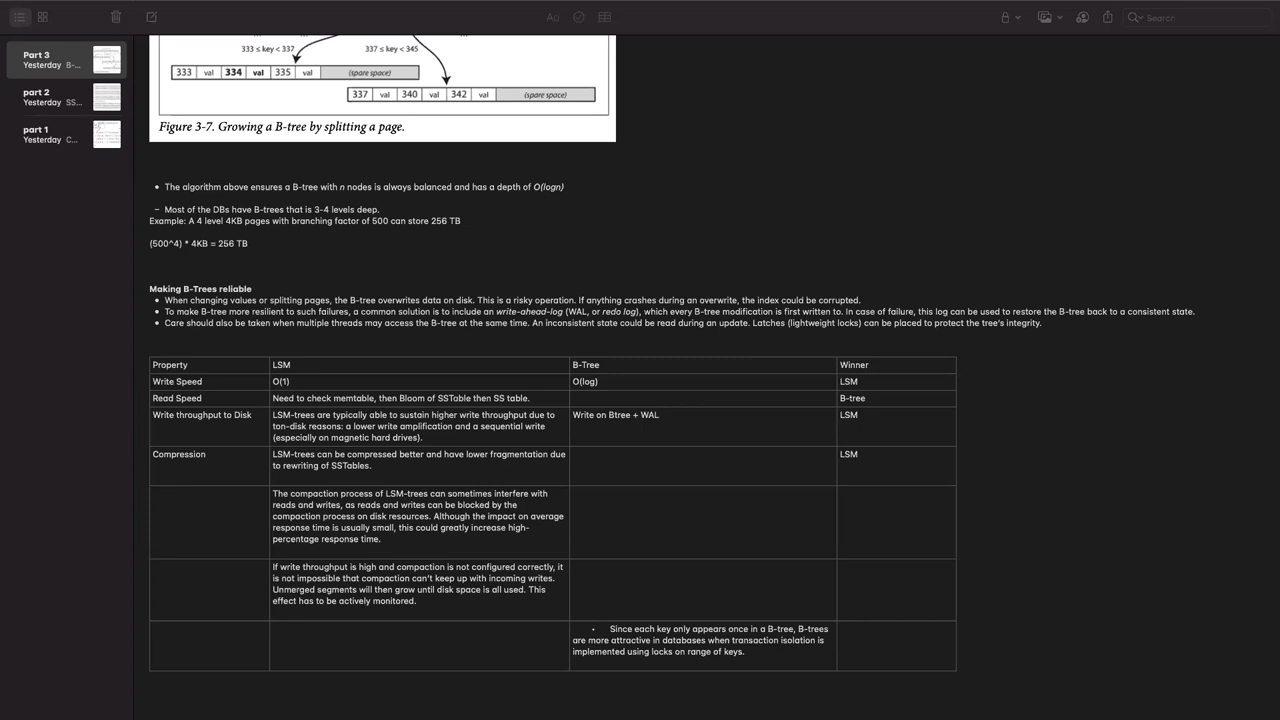 Search
Part 3
Yesterday B-...
part 2
Yesterday SS...
part 1
Yesterday C...
333 ≤ key < 337
337 ≤ key < 345
333 val 334 val 335 val (spare space)
337 val 340 val 342 val (spare space)
Figure 3-7. Growing a B-tree by splitting a page.
• The algorithm above ensures a B-tree with n nodes is always balanced and has a depth of O(logn)
– Most of the DBs have B-trees that is 3-4 levels deep.
Example: A 4 level 4KB pages with branching factor of 500 can store 256 TB
(500^4) * 4KB = 256 TB
Making B-Trees reliable
• When changing values or splitting pages, the B-tree overwrites data on disk. This is a risky operation. If anything crashes during an overwrite, the index could be corrupted.
• To make B-tree more resilient to such failures, a common solution is to include an write-ahead-log (WAL, or redo log), which every B-tree modification is first written to. In case of failure, this log can be used to restore the B-tree back to a consistent state.
• Care should also be taken when multiple threads may access the B-tree at the same time. An inconsistent state could be read during an update. Latches (lightweight locks) can be placed to protect the tree's integrity.
Property LSM B-Tree Winner
Write Speed O(1) O(log) LSM
Read Speed Need to check memtable, then Bloom of SSTable then SS table. B-tree
Write throughput to Disk LSM-trees are typically able to sustain higher write throughput due to Write on Btree + WAL LSM
ton-disk reasons: a lower write amplification and a sequential write
(especially on magnetic hard drives).
Compression LSM-trees can be compressed better and have lower fragmentation due LSM
to rewriting of SSTables.
The compaction process of LSM-trees can sometimes interfere with
reads and writes, as reads and writes can be blocked by the
compaction process on disk resources. Although the impact on average
response time is usually small, this could greatly increase high-
percentage response time.
If write throughput is high and compaction is not configured correctly, it
is not impossible that compaction can't keep up with incoming writes.
Unmerged segments will then grow until disk space is all used. This
effect has to be actively monitored.
• Since each key only appears once in a B-tree, B-trees
are more attractive in databases when transaction isolation is
implemented using locks on range of keys.